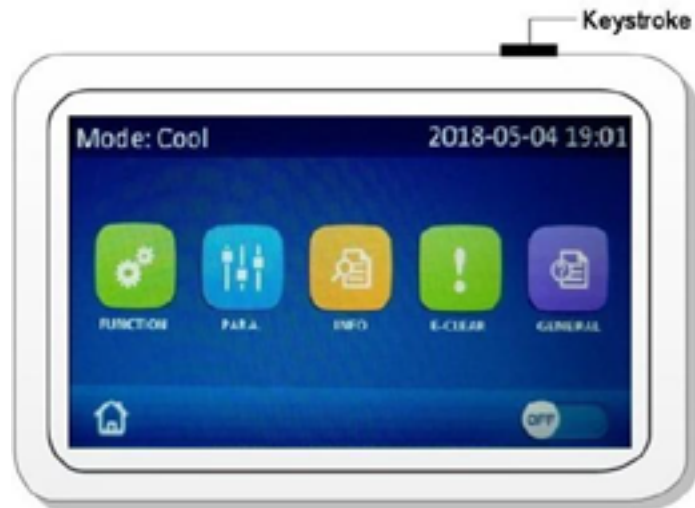 Keystroke
Mode: Cool 2018-05-04 19:01
FUNCTION PARA. INFO E-CLEAR GENERAL
OFF